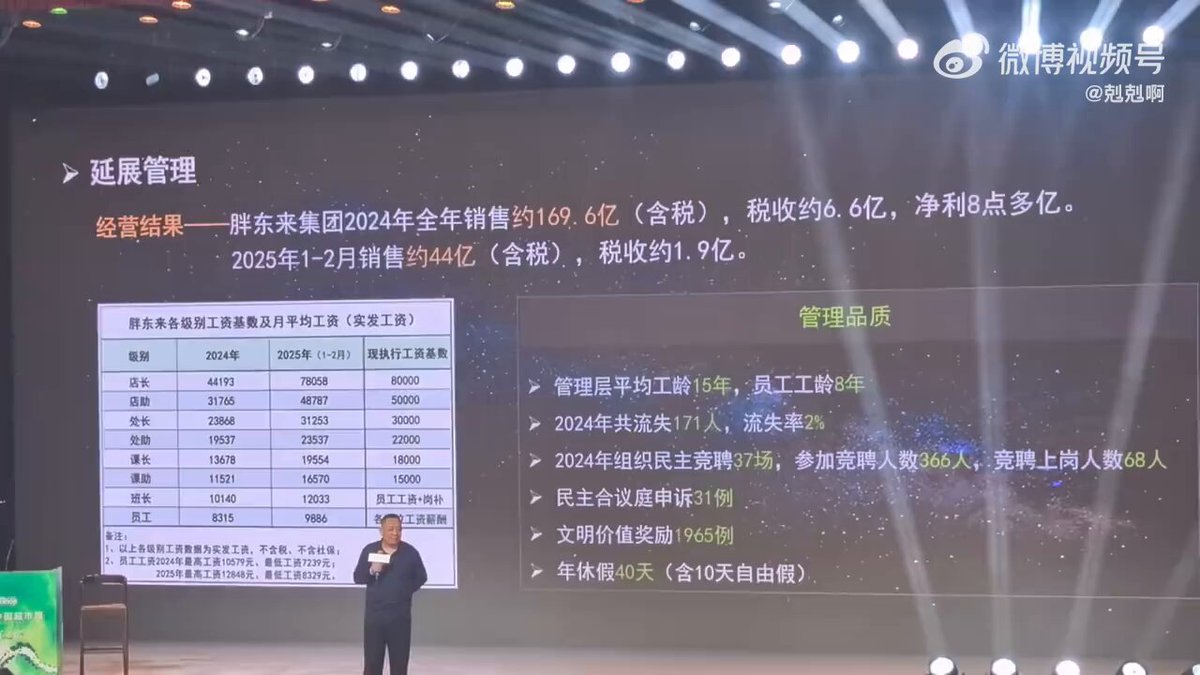 微博视频号
@剋剋啊
延展管理
经营结果——胖东来集团2024年全年销售约169.6亿（含税），税收约6.6亿，净利8点多亿。
2025年1-2月销售约44亿（含税），税收约1.9亿。
胖东来各级别工资基数及月平均工资（实发工资）
级别 2024年 2025年（1-2月） 现执行工资基数
店长 44193 78058 80000
店助 31765 48787 50000
处长 23868 31253 30000
处助 19537 23537 22000
课长 13678 19554 18000
课助 11521 16570 15000
班长 10140 12033 员工工资+岗补
员工 8315 9886 各 工资薪酬
备注：
1、以上各级别工资数据为实发工资，不含税、不含社保；
2、员工工资2024年最高工资10579元、最低工资7239元；
2025年最高工资12848元、最低工资8329元。
管理品质
管理层平均工龄15年，员工工龄8年
2024年共流失171人，流失率2%
2024年组织民主竞聘37场，参加竞聘人数366人，竞聘上岗人数68人
民主合议庭申诉31例
文明价值奖励1965例
年休假40天（含10天自由假）
中国超市周